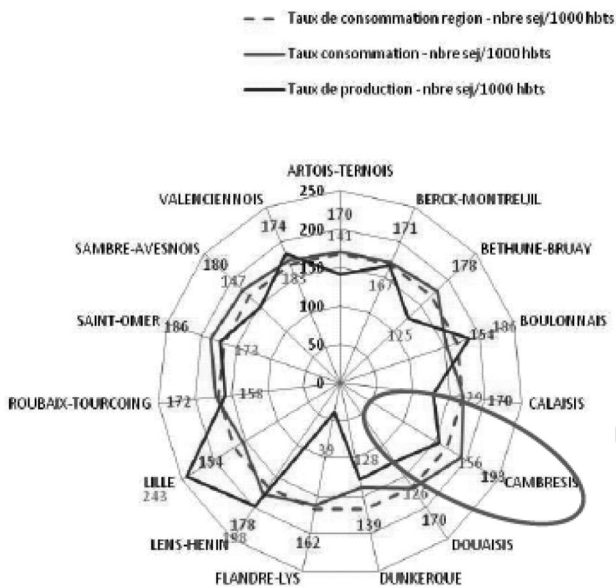 Taux de consommation region - nbre sej/1000 hbts
Taux consommation - nbre sej/1000 hbts
Taux de production - nbre sej/1000 hbts
ARTOIS-TERNOIS
VALENCIENNOIS
250
BERCK-MONTREUIL
174
170
171
SAMBRE-AVESNOIS
200
BETHUNE-BRUAY
180
141
178
147
183
150
167
SAINT-OMER
100
125
BOULONNAIS
186
173
50
154
186
0
ROUBAIX-TOURCOING
172
158
129
170
CALAISIS
154
156
193
CAMBRESIS
LILLE
243
39
128
126
178
198
170
LENS-HENIN
162
139
DOUAISIS
FLANDRE-LYS
DUNKERQUE